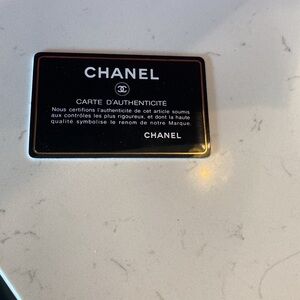 CHANEL
CARTE D'AUTHENTICITÉ
Nous certifions l'authenticité de cet article soumis
aux contrôles les plus rigoureux, et dont la haute
qualité symbolise le renom de notre Marque.
CHANEL